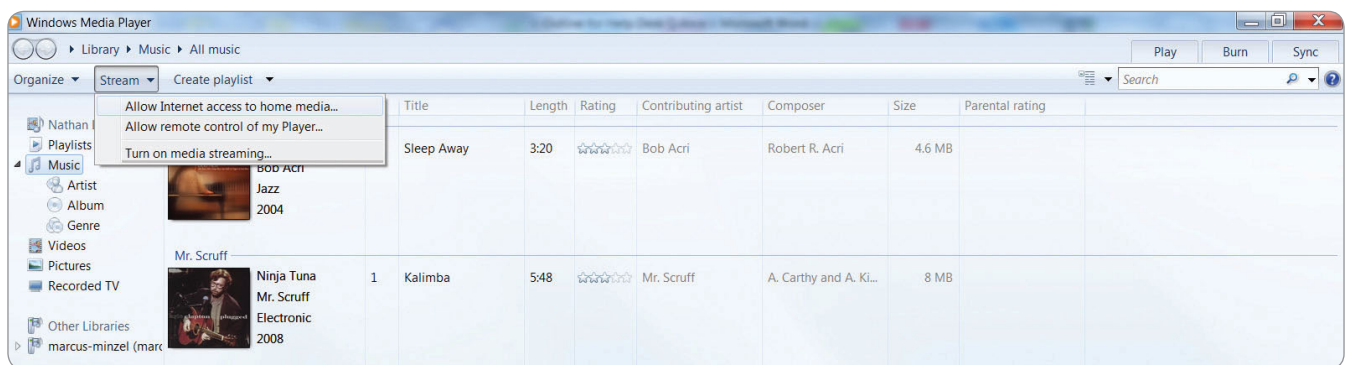 Windows Media Player
Library Music All music
Play Burn Sync
Organize Stream Create playlist Search
Allow Internet access to home media...
Allow remote control of my Player...
Turn on media streaming...
Title Length Rating Contributing artist Composer Size Parental rating
Nathan
Playlists
Music
Artist
Album
Genre
Videos
Pictures
Recorded TV
Other Libraries
marcus-minzel (marc
Bob Acri
Jazz
2004
Sleep Away 3:20 Bob Acri Robert R. Acri 4.6 MB
Mr. Scruff
Ninja Tuna 1 Kalimba 5:48 Mr. Scruff A. Carthy and A. Ki... 8 MB
Mr. Scruff
Electronic
2008
clapton unplugged